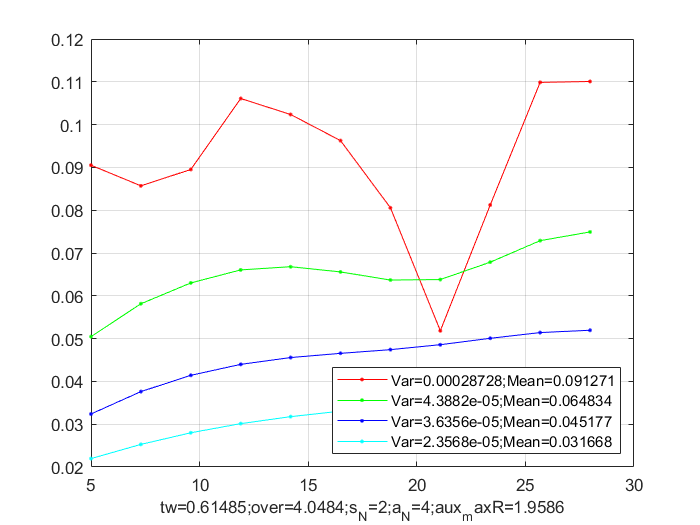 0.12
0.11
0.1
0.09
0.08
0.07
0.06
0.05
0.04
0.03
0.02
Var=0.00028728;Mean=0.091271
Var=4.3882e-05;Mean=0.064834
Var=3.6356e-05;Mean=0.045177
Var=2.3568e-05;Mean=0.031668
5 10 15 20 25 30
tw=0.61485;over=4.0484;s_N=2;a_N=4;aux_maxR=1.9586